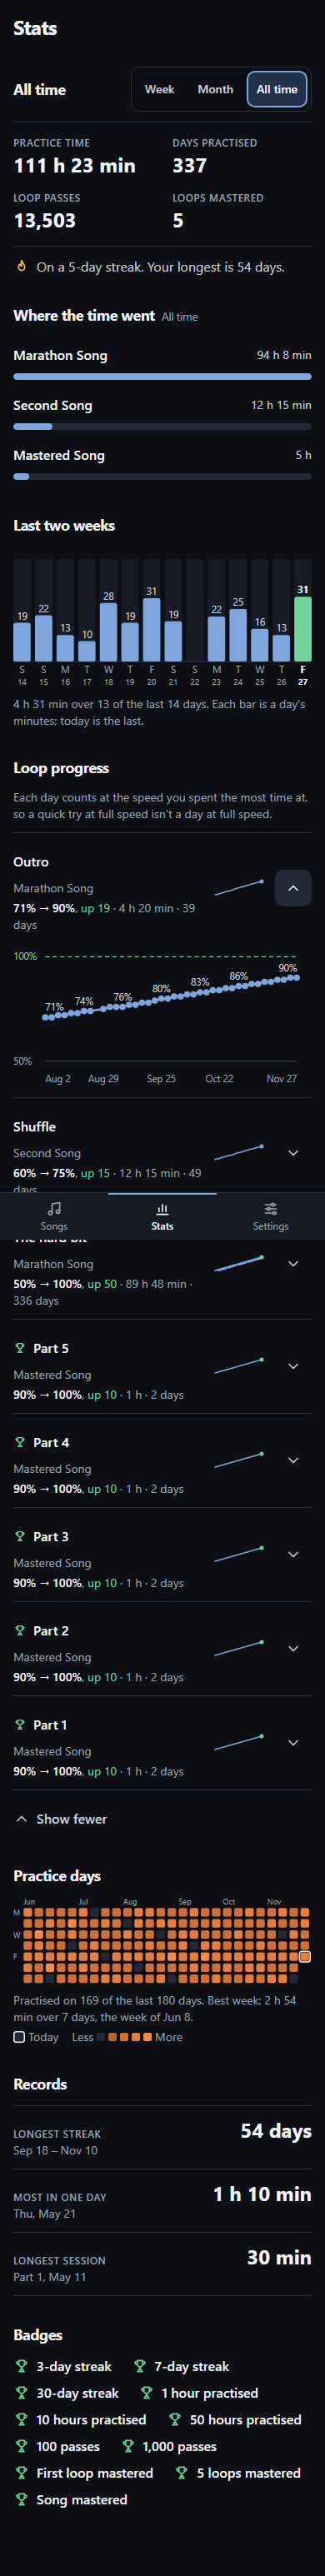 Stats
All time
Week Month All time
PRACTICE TIME DAYS PRACTISED
111 h 23 min 337
LOOP PASSES LOOPS MASTERED
13,503 5
On a 5-day streak. Your longest is 54 days.
Where the time went All time
Marathon Song 94 h 8 min
Second Song 12 h 15 min
Mastered Song 5 h
Last two weeks
19 22 13 10 28 19 31 19 22 25 16 13 31
S S M T W T F S S M T W T F
14 15 16 17 18 19 20 21 22 23 24 25 26 27
4 h 31 min over 13 of the last 14 days. Each bar is a day's
minutes; today is the last.
Loop progress
Each day counts at the speed you spent the most time at,
so a quick try at full speed isn't a day at full speed.
Outro
Marathon Song
71% → 90%, up 19 · 4 h 20 min · 39
days
100%
71% 74% 76% 80% 83% 86% 90%
50%
Aug 2 Aug 29 Sep 25 Oct 22 Nov 27
Shuffle
Second Song
60% → 75%, up 15 · 12 h 15 min · 49
days
Songs Stats Settings
Marathon Song
50% → 100%, up 50 · 89 h 48 min ·
336 days
Part 5
Mastered Song
90% → 100%, up 10 · 1 h · 2 days
Part 4
Mastered Song
90% → 100%, up 10 · 1 h · 2 days
Part 3
Mastered Song
90% → 100%, up 10 · 1 h · 2 days
Part 2
Mastered Song
90% → 100%, up 10 · 1 h · 2 days
Part 1
Mastered Song
90% → 100%, up 10 · 1 h · 2 days
Show fewer
Practice days
Jun Jul Aug Sep Oct Nov
M
W
F
Practised on 169 of the last 180 days. Best week: 2 h 54
min over 7 days, the week of Jun 8.
Today Less More
Records
LONGEST STREAK 54 days
Sep 18 – Nov 10
MOST IN ONE DAY 1 h 10 min
Thu, May 21
LONGEST SESSION 30 min
Part 1, May 11
Badges
3-day streak 7-day streak
30-day streak 1 hour practised
10 hours practised 50 hours practised
100 passes 1,000 passes
First loop mastered 5 loops mastered
Song mastered